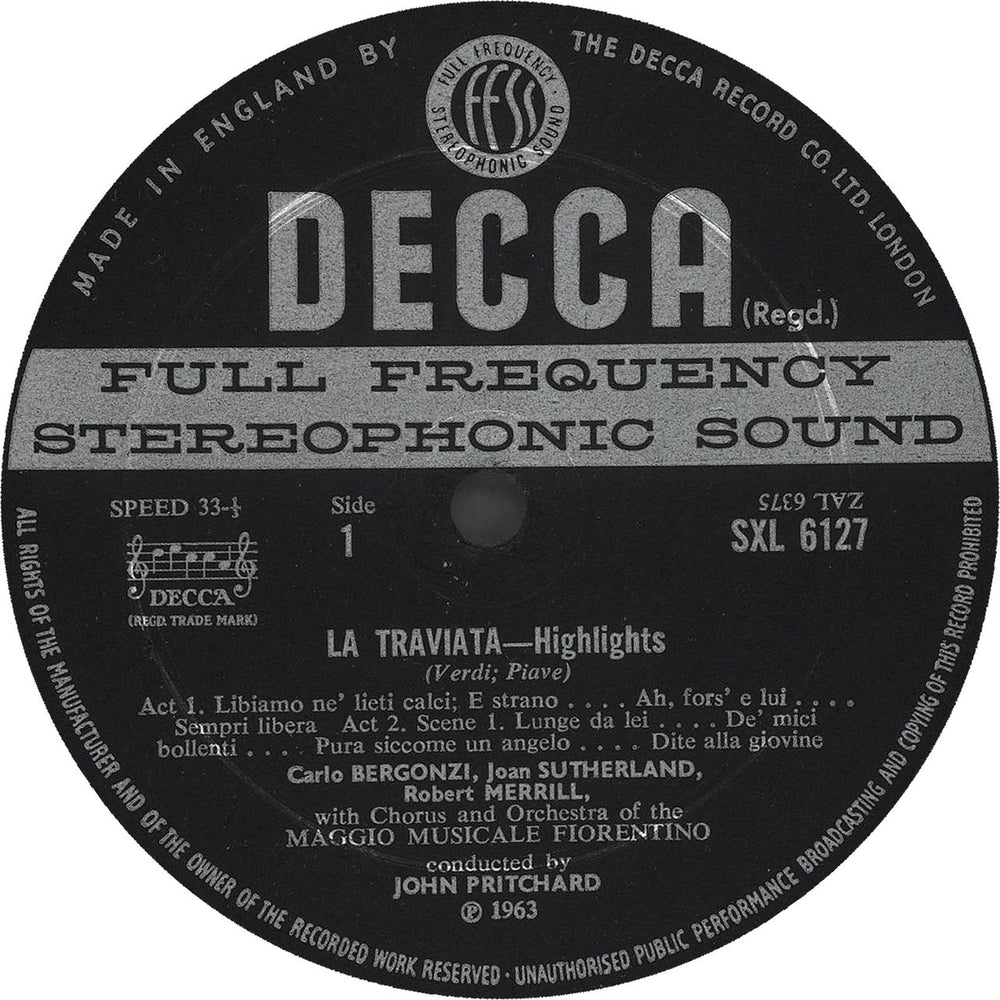 MADE IN ENGLAND BY
THE DECCA RECORD CO. LTD. LONDON
FULL FREQUENCY
FFSS
STEREOPHONIC SOUND
DECCA
(Regd.)
FULL FREQUENCY
STEREOPHONIC SOUND
SPEED 33-⅓
Side
1
ZAL 6375
SXL 6127
DECCA
(REGD. TRADE MARK)
LA TRAVIATA—Highlights
(Verdi; Piave)
Act 1. Libiamo ne' lieti calci; E strano . . . . Ah, fors' e lui . . . .
Sempri libera Act 2. Scene 1. Lunge da lei . . . . De' mici
bollenti . . . . Pura siccome un angelo . . . . Dite alla giovine
Carlo BERGONZI, Joan SUTHERLAND,
Robert MERRILL,
with Chorus and Orchestra of the
MAGGIO MUSICALE FIORENTINO
conducted by
JOHN PRITCHARD
℗ 1963
ALL RIGHTS OF THE MANUFACTURER AND OF THE OWNER OF THE RECORDED WORK RESERVED · UNAUTHORISED PUBLIC PERFORMANCE BROADCASTING AND COPYING OF THIS RECORD PROHIBITED